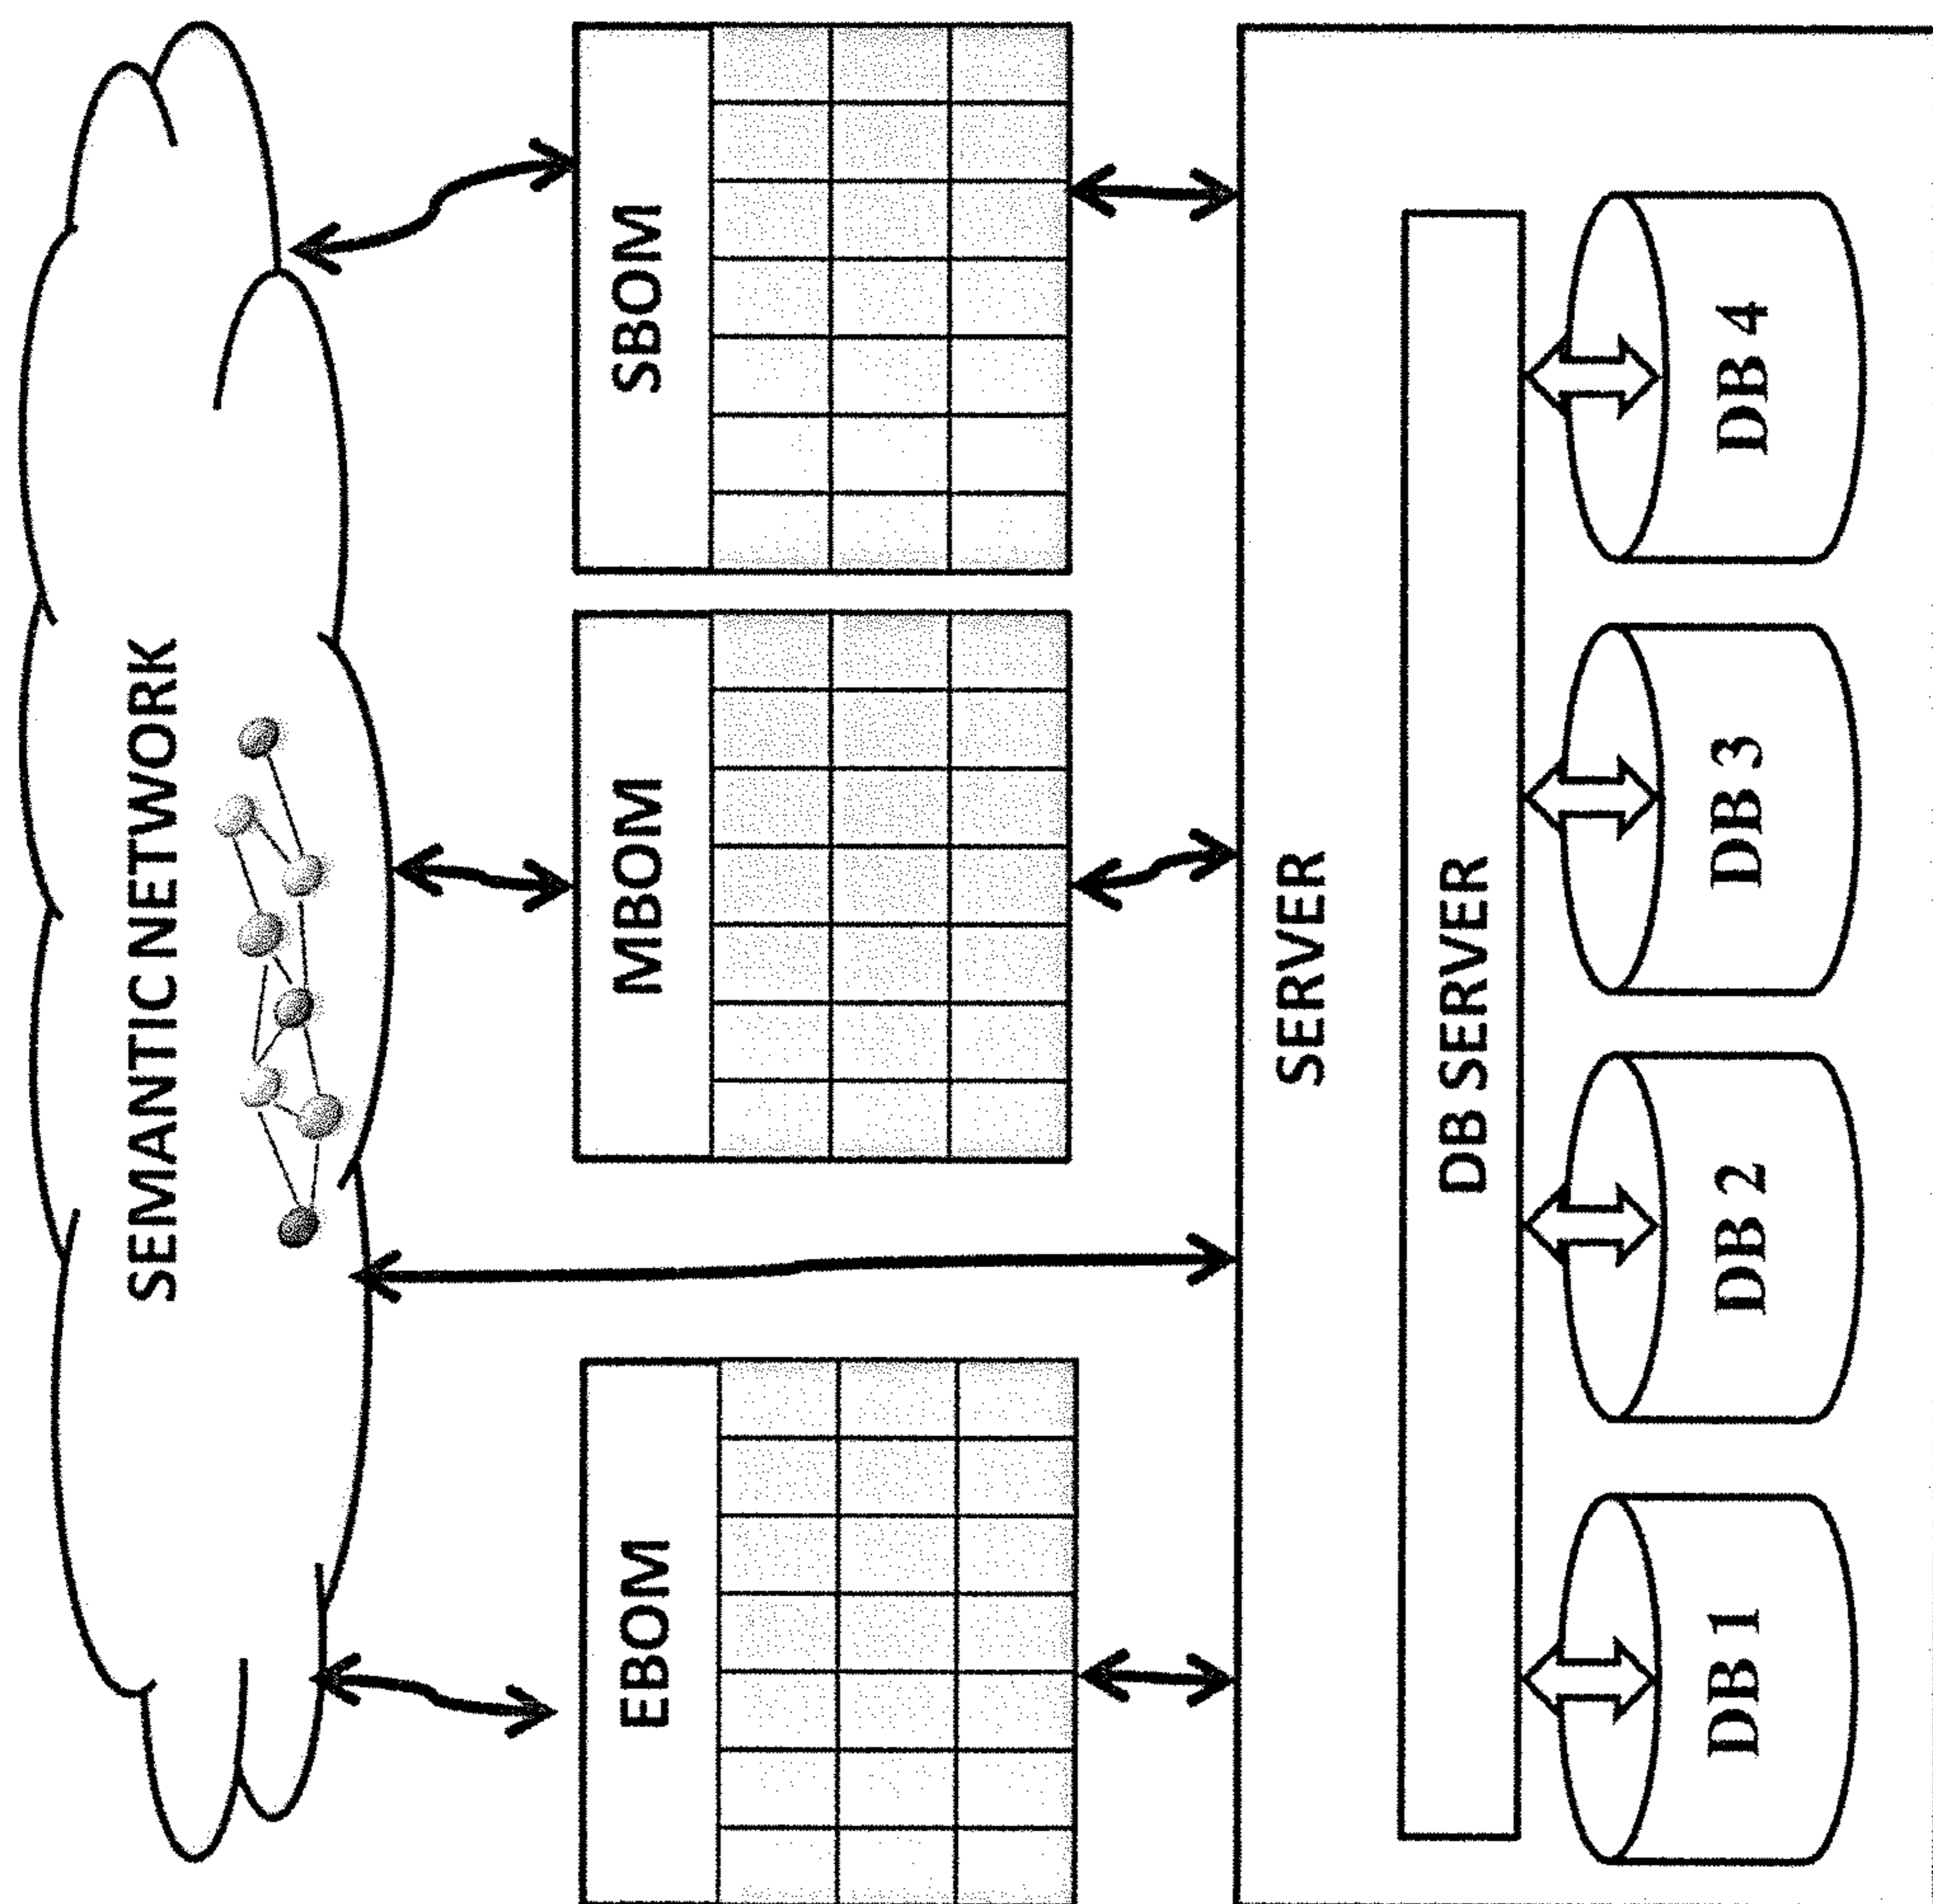 SEMANTIC NETWORK
EBOM
MBOM
SBOM
SERVER
DB SERVER
DB 1
DB 2
DB 3
DB 4